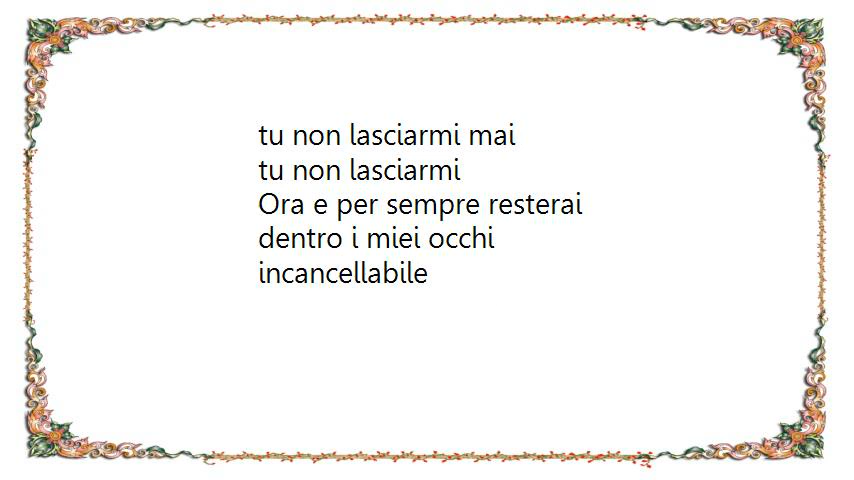 tu non lasciarmi mai
tu non lasciarmi
Ora e per sempre resterai
dentro i miei occhi
incancellabile